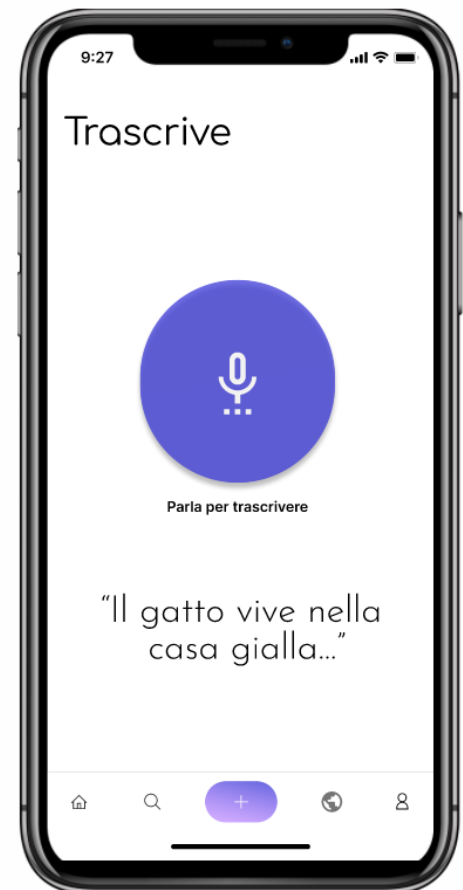 9:27
Trascrive
Parla per trascrivere
“Il gatto vive nella
casa gialla...”